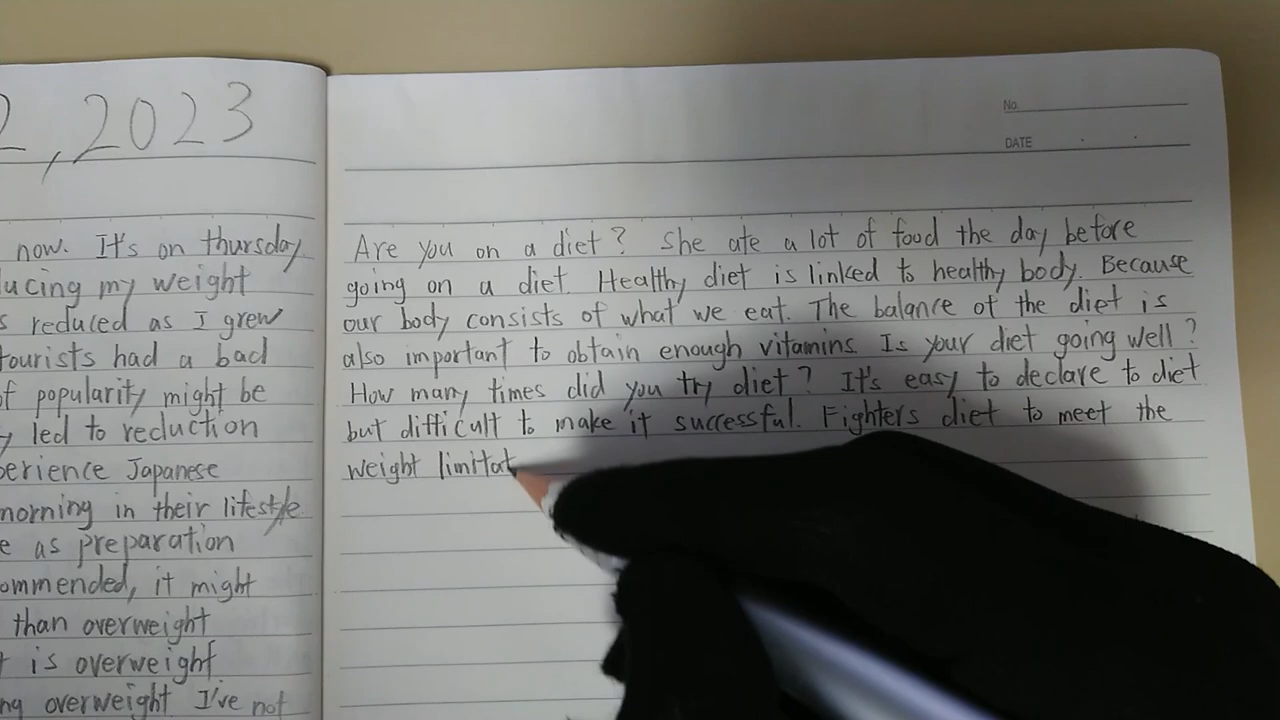 2, 2023
now. It's on thursday
ucing my weight
s reduced as I grew
tourists had a bad
f popularity might be
y led to reduction
perience Japanese
morning in their lifestyle
e as preparation
ommended, it might
than overweight
t is overweight
ng overweight I've not
No.
DATE
Are you on a diet? She ate a lot of food the day before
going on a diet. Healthy diet is linked to healthy body. Because
our body consists of what we eat. The balance of the diet is
also important to obtain enough vitamins. Is your diet going well?
How many times did you try diet? It's easy to declare to diet
but difficult to make it successful. Fighters diet to meet the
weight limitat